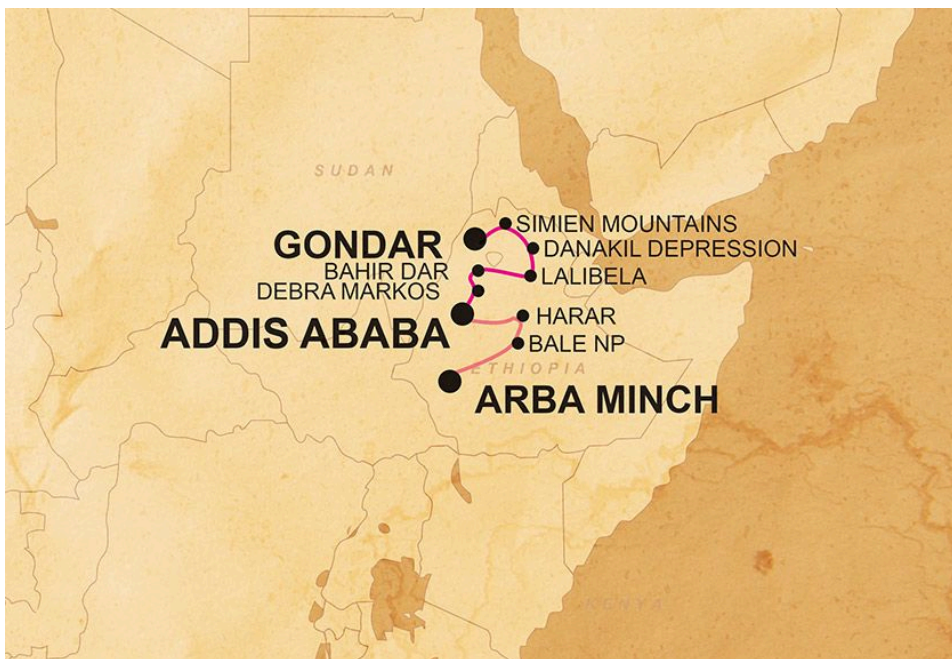 SUDAN
SIMIEN MOUNTAINS
GONDAR
DANAKIL DEPRESSION
BAHIR DAR
LALIBELA
DEBRA MARKOS
HARAR
ADDIS ABABA
BALE NP
ETHIOPIA
ARBA MINCH
KENYA